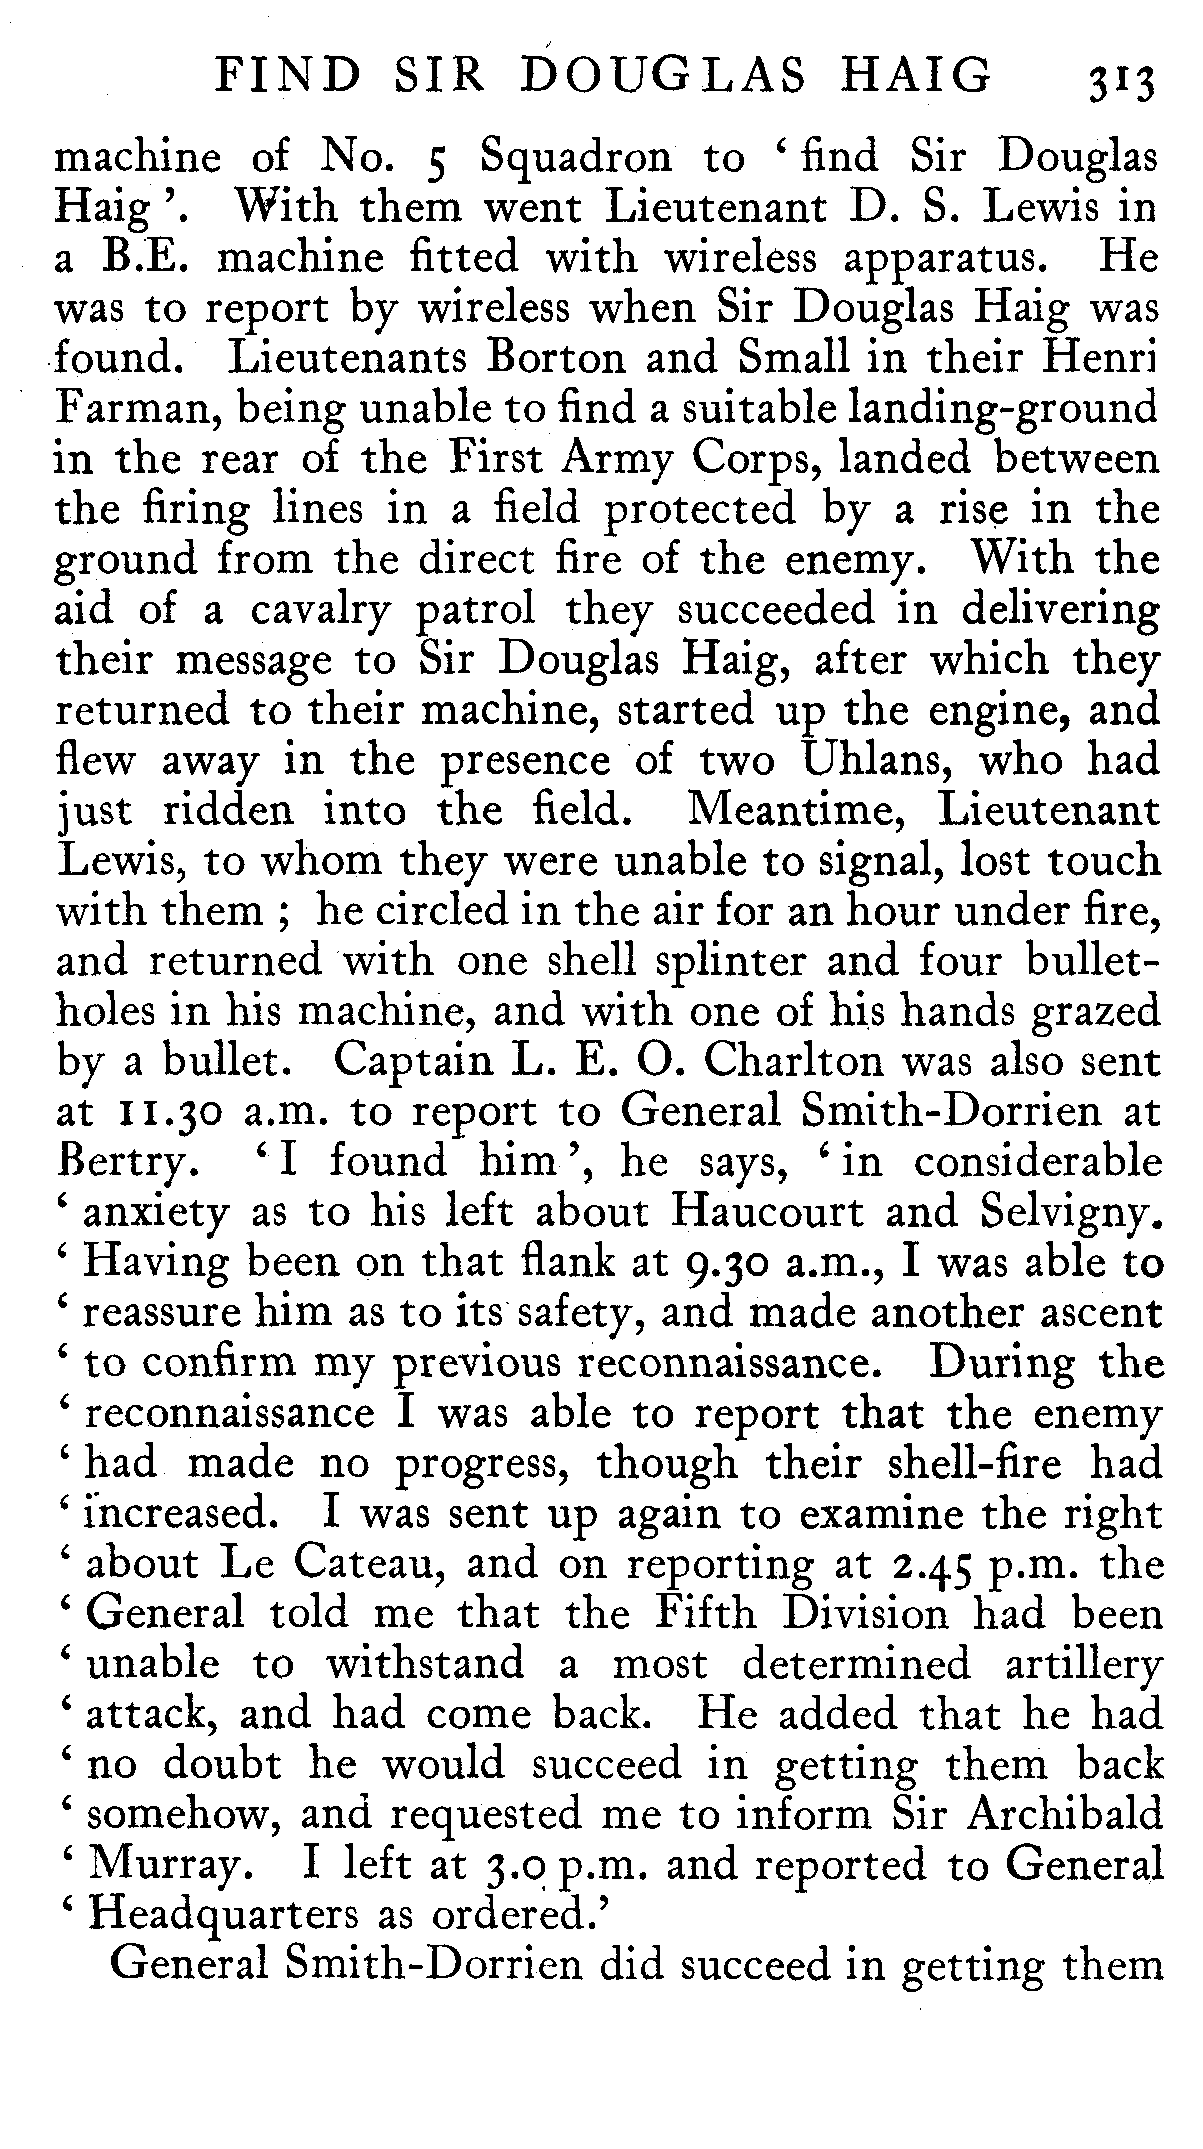 FIND SIR DOUGLAS HAIG 313
machine of No. 5 Squadron to ‘ find Sir Douglas
Haig ’. With them went Lieutenant D. S. Lewis in
a B.E. machine fitted with wireless apparatus. He
was to report by wireless when Sir Douglas Haig was
found. Lieutenants Borton and Small in their Henri
Farman, being unable to find a suitable landing-ground
in the rear of the First Army Corps, landed between
the firing lines in a field protected by a rise in the
ground from the direct fire of the enemy. With the
aid of a cavalry patrol they succeeded in delivering
their message to Sir Douglas Haig, after which they
returned to their machine, started up the engine, and
flew away in the presence of two Uhlans, who had
just ridden into the field. Meantime, Lieutenant
Lewis, to whom they were unable to signal, lost touch
with them ; he circled in the air for an hour under fire,
and returned with one shell splinter and four bullet-
holes in his machine, and with one of his hands grazed
by a bullet. Captain L. E. O. Charlton was also sent
at 11.30 a.m. to report to General Smith-Dorrien at
Bertry. ‘ I found him ’, he says, ‘ in considerable
‘ anxiety as to his left about Haucourt and Selvigny.
‘ Having been on that flank at 9.30 a.m., I was able to
‘ reassure him as to its safety, and made another ascent
‘ to confirm my previous reconnaissance. During the
‘ reconnaissance I was able to report that the enemy
‘ had made no progress, though their shell-fire had
‘ increased. I was sent up again to examine the right
‘ about Le Cateau, and on reporting at 2.45 p.m. the
‘ General told me that the Fifth Division had been
‘ unable to withstand a most determined artillery
‘ attack, and had come back. He added that he had
‘ no doubt he would succeed in getting them back
‘ somehow, and requested me to inform Sir Archibald
‘ Murray. I left at 3.0 p.m. and reported to General
‘ Headquarters as ordered.’
General Smith-Dorrien did succeed in getting them